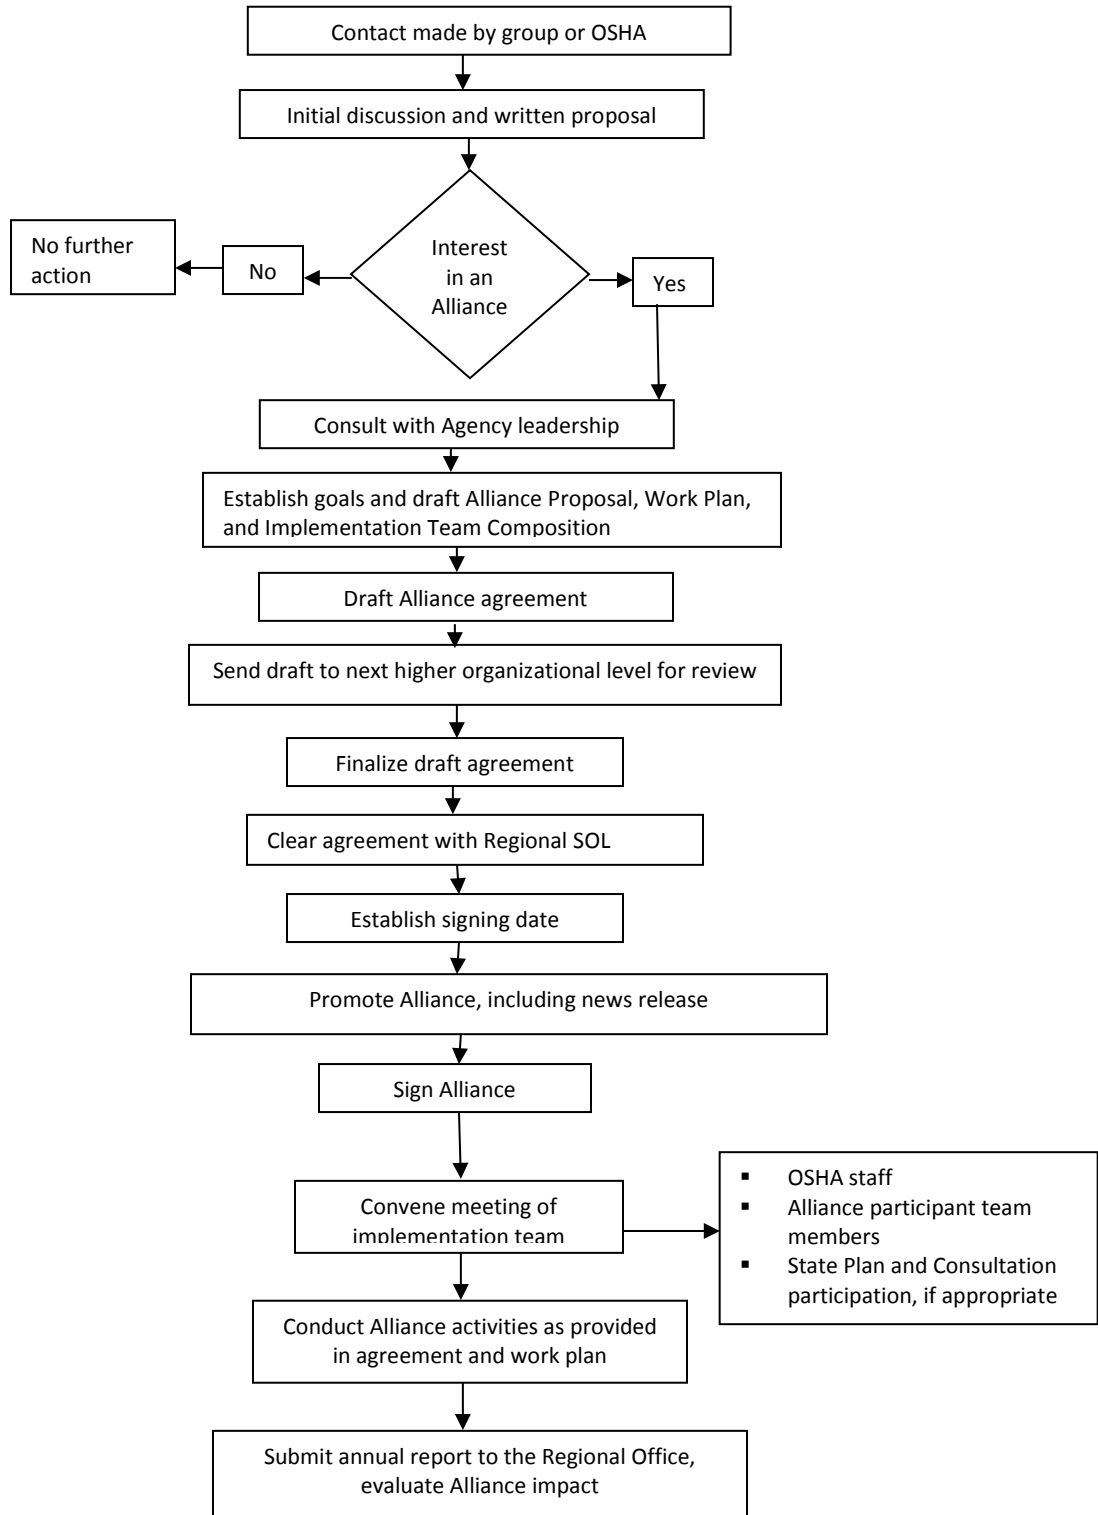 Contact made by group or OSHA
Initial discussion and written proposal
Interest
in an
Alliance
No further
action
No
Yes
Consult with Agency leadership
Establish goals and draft Alliance Proposal, Work Plan,
and Implementation Team Composition
Draft Alliance agreement
Send draft to next higher organizational level for review
Finalize draft agreement
Clear agreement with Regional SOL
Establish signing date
Promote Alliance, including news release
Sign Alliance
Convene meeting of
implementation team
▪ OSHA staff
▪ Alliance participant team
members
▪ State Plan and Consultation
participation, if appropriate
Conduct Alliance activities as provided
in agreement and work plan
Submit annual report to the Regional Office,
evaluate Alliance impact